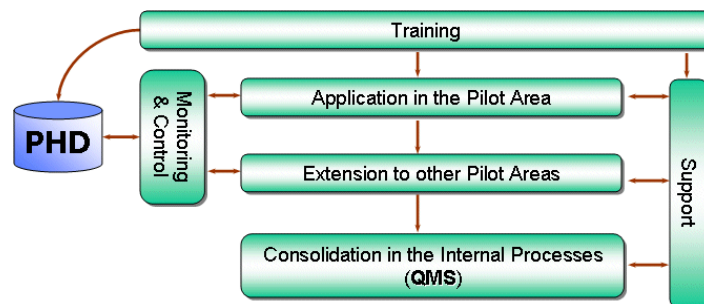 Training
PHD
Monitoring
& Control
Application in the Pilot Area
Extension to other Pilot Areas
Consolidation in the Internal Processes
(QMS)
Support